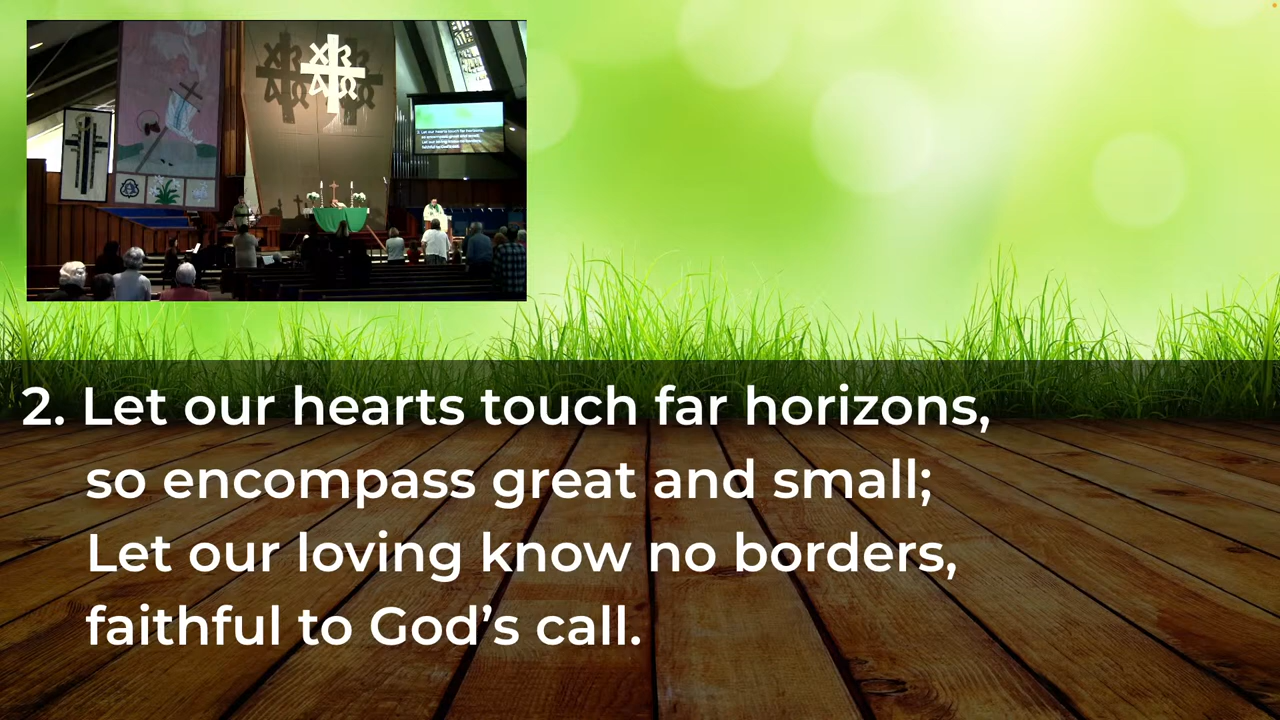 2. Let our hearts touch far horizons,
so encompass great and small;
Let our loving know no borders,
faithful to God's call.